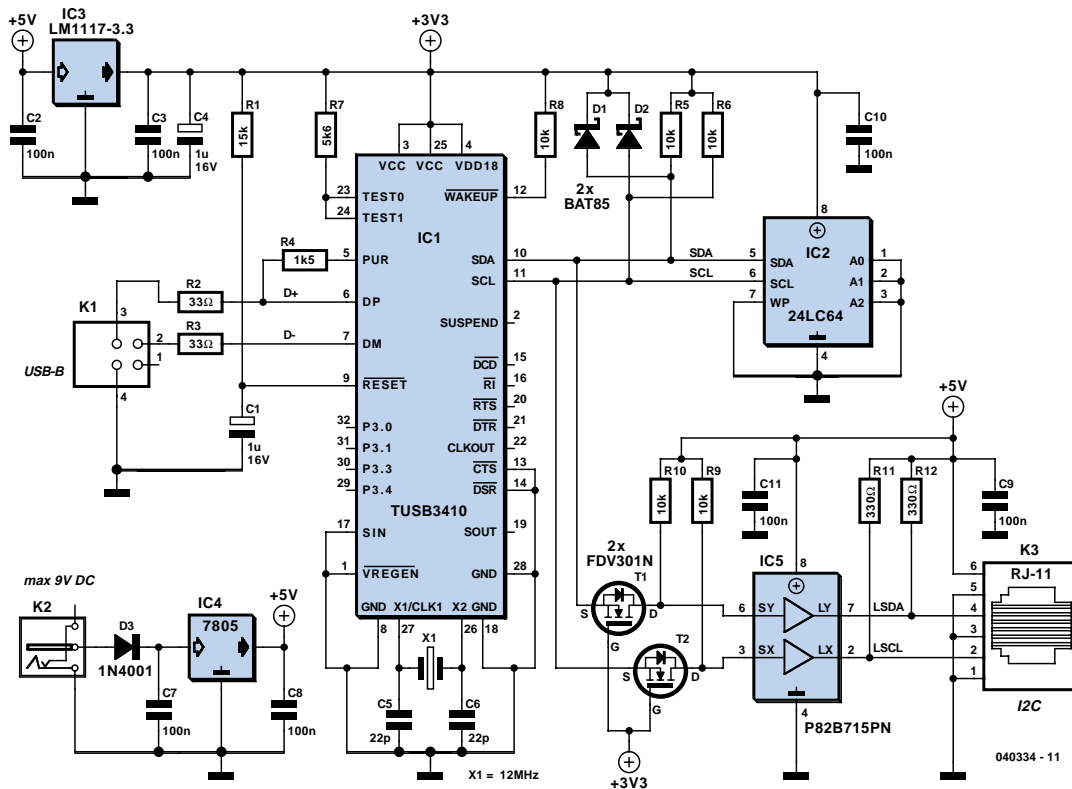 +5V
IC3
LM1117-3.3
+3V3
C2
100n
C3
100n
C4
1u
16V
R1
15k
R7
5k6
R8
10k
D1
D2
2x
BAT85
R5
10k
R6
10k
C10
100n
3
25
4
VCC
VCC
VDD18
23
TEST0
24
TEST1
WAKEUP
12
IC1
R4
1k5
5
PUR
SDA
10
SCL
11
SDA
SCL
8
IC2
5
SDA
6
SCL
7
WP
A0
1
A1
2
A2
3
24LC64
4
R2
33Ω
D+
6
DP
R3
33Ω
D-
7
DM
K1
3
2
1
4
USB-B
SUSPEND
2
DCD
15
RI
16
RTS
20
DTR
21
CLKOUT
22
CTS
13
DSR
14
9
RESET
C1
1u
16V
32
P3.0
31
P3.1
30
P3.3
29
P3.4
TUSB3410
17
SIN
SOUT
19
1
VREGEN
GND
28
GND
X1/CLK1
X2
GND
8
27
26
18
X1
C5
22p
C6
22p
X1 = 12MHz
max 9V DC
K2
D3
1N4001
IC4
7805
+5V
C7
100n
C8
100n
+5V
R10
10k
R9
10k
C11
100n
R11
330Ω
R12
330Ω
C9
100n
2x
FDV301N
T1
S
D
G
T2
S
D
G
+3V3
IC5
8
6
SY
LY
7
LSDA
3
SX
LX
2
LSCL
4
P82B715PN
K3
RJ-11
6
5
4
3
2
1
I2C
040334 - 11